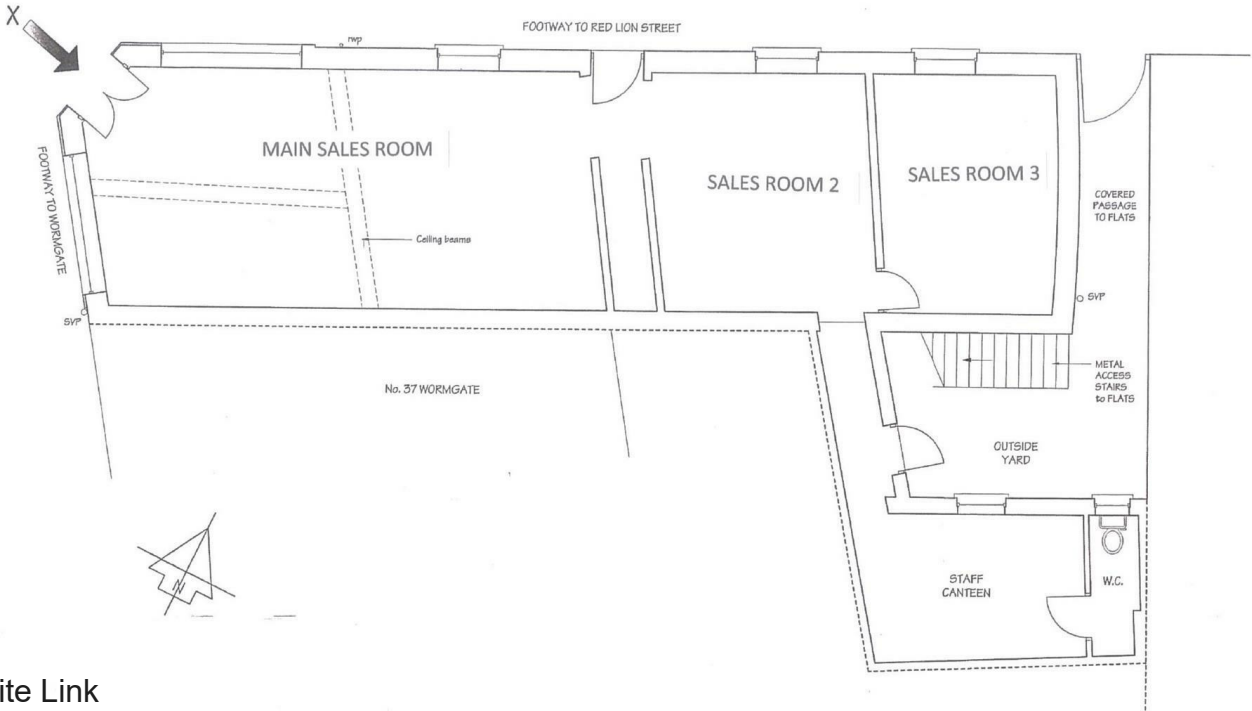 X
FOOTWAY TO RED LION STREET
rwp
MAIN SALES ROOM
SALES ROOM 2
SALES ROOM 3
FOOTWAY TO WORMGATE
COVERED
PASSAGE
TO FLATS
Ceiling beams
SVP
SVP
No. 37 WORMGATE
METAL
ACCESS
STAIRS
to FLATS
OUTSIDE
YARD
N
STAFF
CANTEEN
W.C.
ite Link